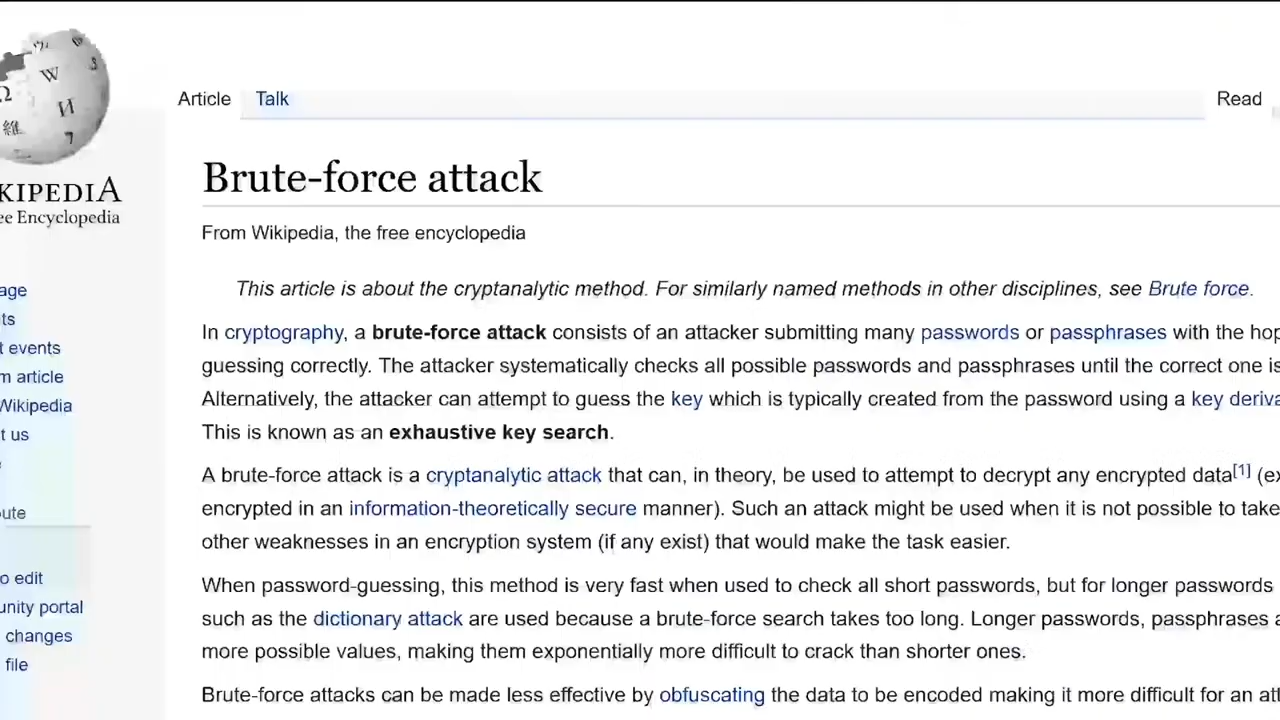 KIPEDIA
ee Encyclopedia
Article Talk Read
Brute-force attack
From Wikipedia, the free encyclopedia
This article is about the cryptanalytic method. For similarly named methods in other disciplines, see Brute force.
In cryptography, a brute-force attack consists of an attacker submitting many passwords or passphrases with the hop
guessing correctly. The attacker systematically checks all possible passwords and passphrases until the correct one is
Alternatively, the attacker can attempt to guess the key which is typically created from the password using a key deriva
This is known as an exhaustive key search.
A brute-force attack is a cryptanalytic attack that can, in theory, be used to attempt to decrypt any encrypted data[1] (ex
encrypted in an information-theoretically secure manner). Such an attack might be used when it is not possible to take
other weaknesses in an encryption system (if any exist) that would make the task easier.
When password-guessing, this method is very fast when used to check all short passwords, but for longer passwords
such as the dictionary attack are used because a brute-force search takes too long. Longer passwords, passphrases a
more possible values, making them exponentially more difficult to crack than shorter ones.
Brute-force attacks can be made less effective by obfuscating the data to be encoded making it more difficult for an att
age
ts
t events
m article
Wikipedia
t us
ute
o edit
unity portal
changes
file